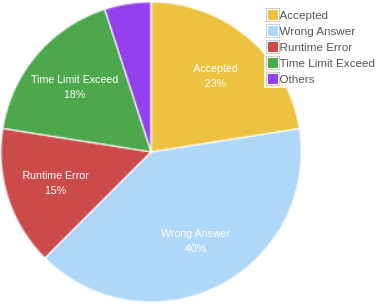 Accepted
23%
Wrong Answer
40%
Runtime Error
15%
Time Limit Exceed
18%
Accepted
Wrong Answer
Runtime Error
Time Limit Exceed
Others